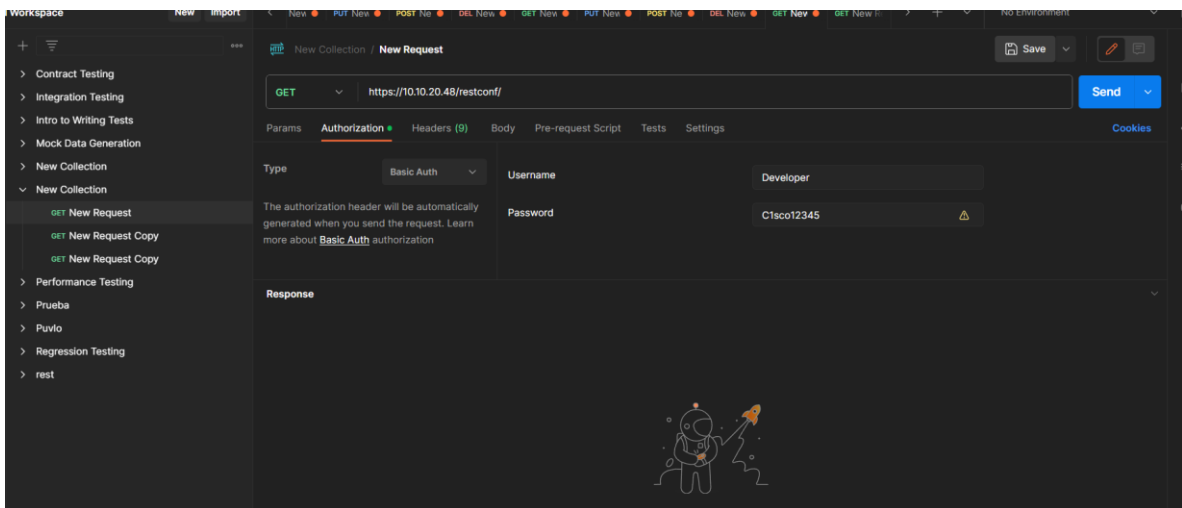 Workspace New Import New PUT New POST Ne DEL New GET New PUT New POST Ne DEL New GET Nev GET New R No Environment
New Collection / New Request Save
Contract Testing
GET https://10.10.20.48/restconf/ Send
Integration Testing
Intro to Writing Tests
Params Authorization Headers (9) Body Pre-request Script Tests Settings Cookies
Mock Data Generation
New Collection
Type Basic Auth Username Developer
New Collection
GET New Request
The authorization header will be automatically
generated when you send the request. Learn
more about Basic Auth authorization
Password C1sco12345
GET New Request Copy
GET New Request Copy
Performance Testing
Response
Prueba
Puvlo
Regression Testing
rest